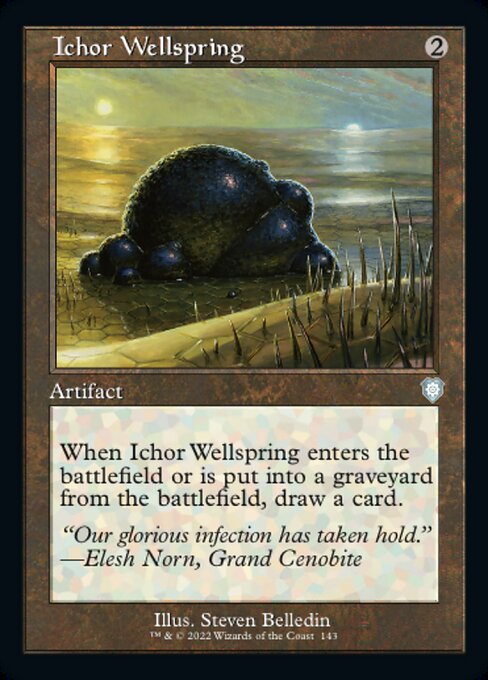 Ichor Wellspring 2
Artifact
When Ichor Wellspring enters the
battlefield or is put into a graveyard
from the battlefield, draw a card.
“Our glorious infection has taken hold.”
—Elesh Norn, Grand Cenobite
Illus. Steven Belledin
™ & © 2022 Wizards of the Coast 143